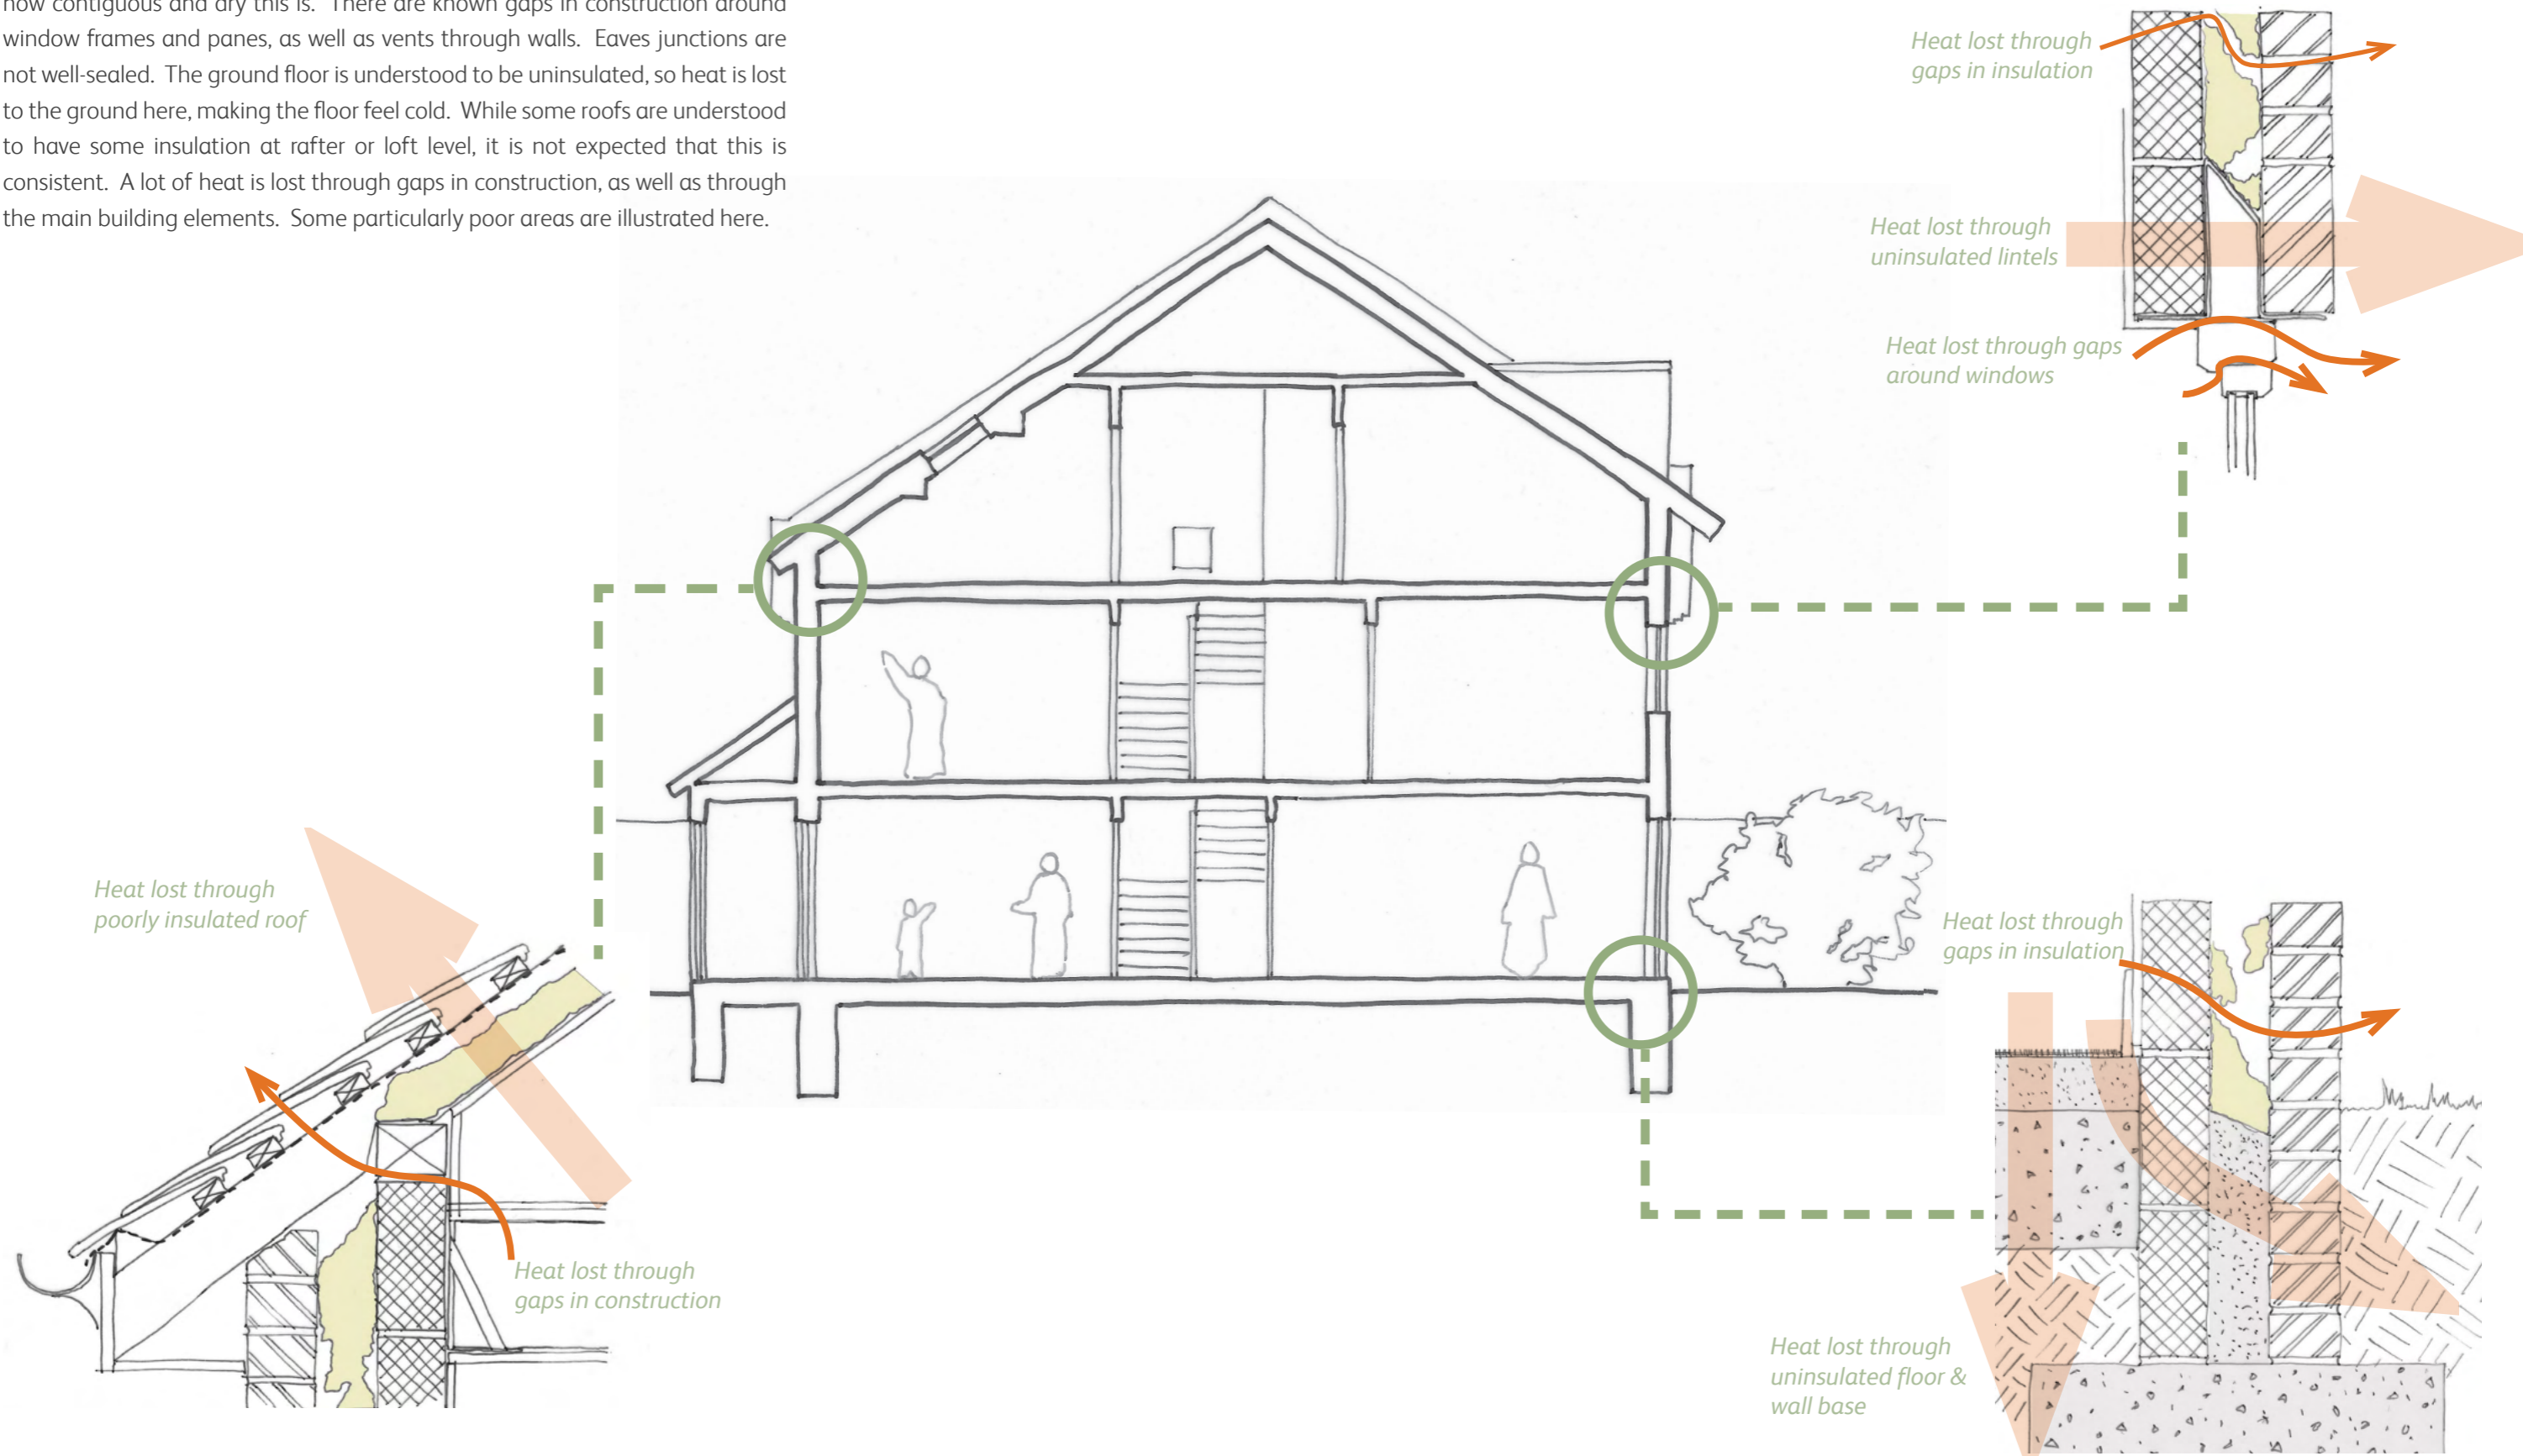 how contiguous and dry this is. There are known gaps in construction around
window frames and panes, as well as vents through walls. Eaves junctions are
not well-sealed. The ground floor is understood to be uninsulated, so heat is lost
to the ground here, making the floor feel cold. While some roofs are understood
to have some insulation at rafter or loft level, it is not expected that this is
consistent. A lot of heat is lost through gaps in construction, as well as through
the main building elements. Some particularly poor areas are illustrated here.
Heat lost through
gaps in insulation
Heat lost through
uninsulated lintels
Heat lost through gaps
around windows
Heat lost through
poorly insulated roof
Heat lost through
gaps in construction
Heat lost through
gaps in insulation
Heat lost through
uninsulated floor &
wall base